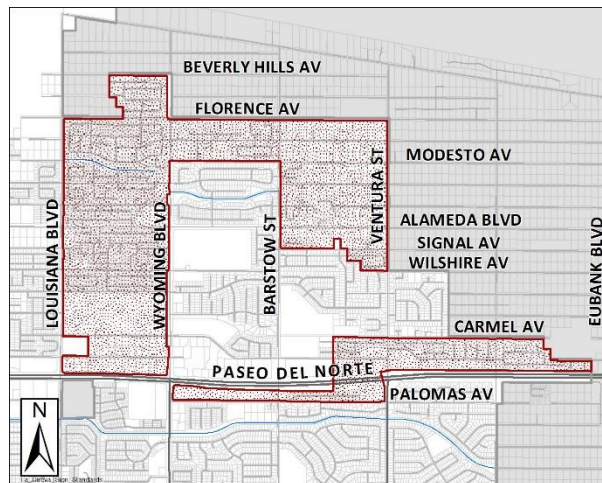 BEVERLY HILLS AV
FLORENCE AV
MODESTO AV
VENTURA ST
ALAMEDA BLVD
SIGNAL AV
WILSHIRE AV
LOUISIANA BLVD
WYOMING BLVD
BARSTOW ST
EUBANK BLVD
CARMEL AV
PASEO DEL NORTE
PALOMAS AV
N